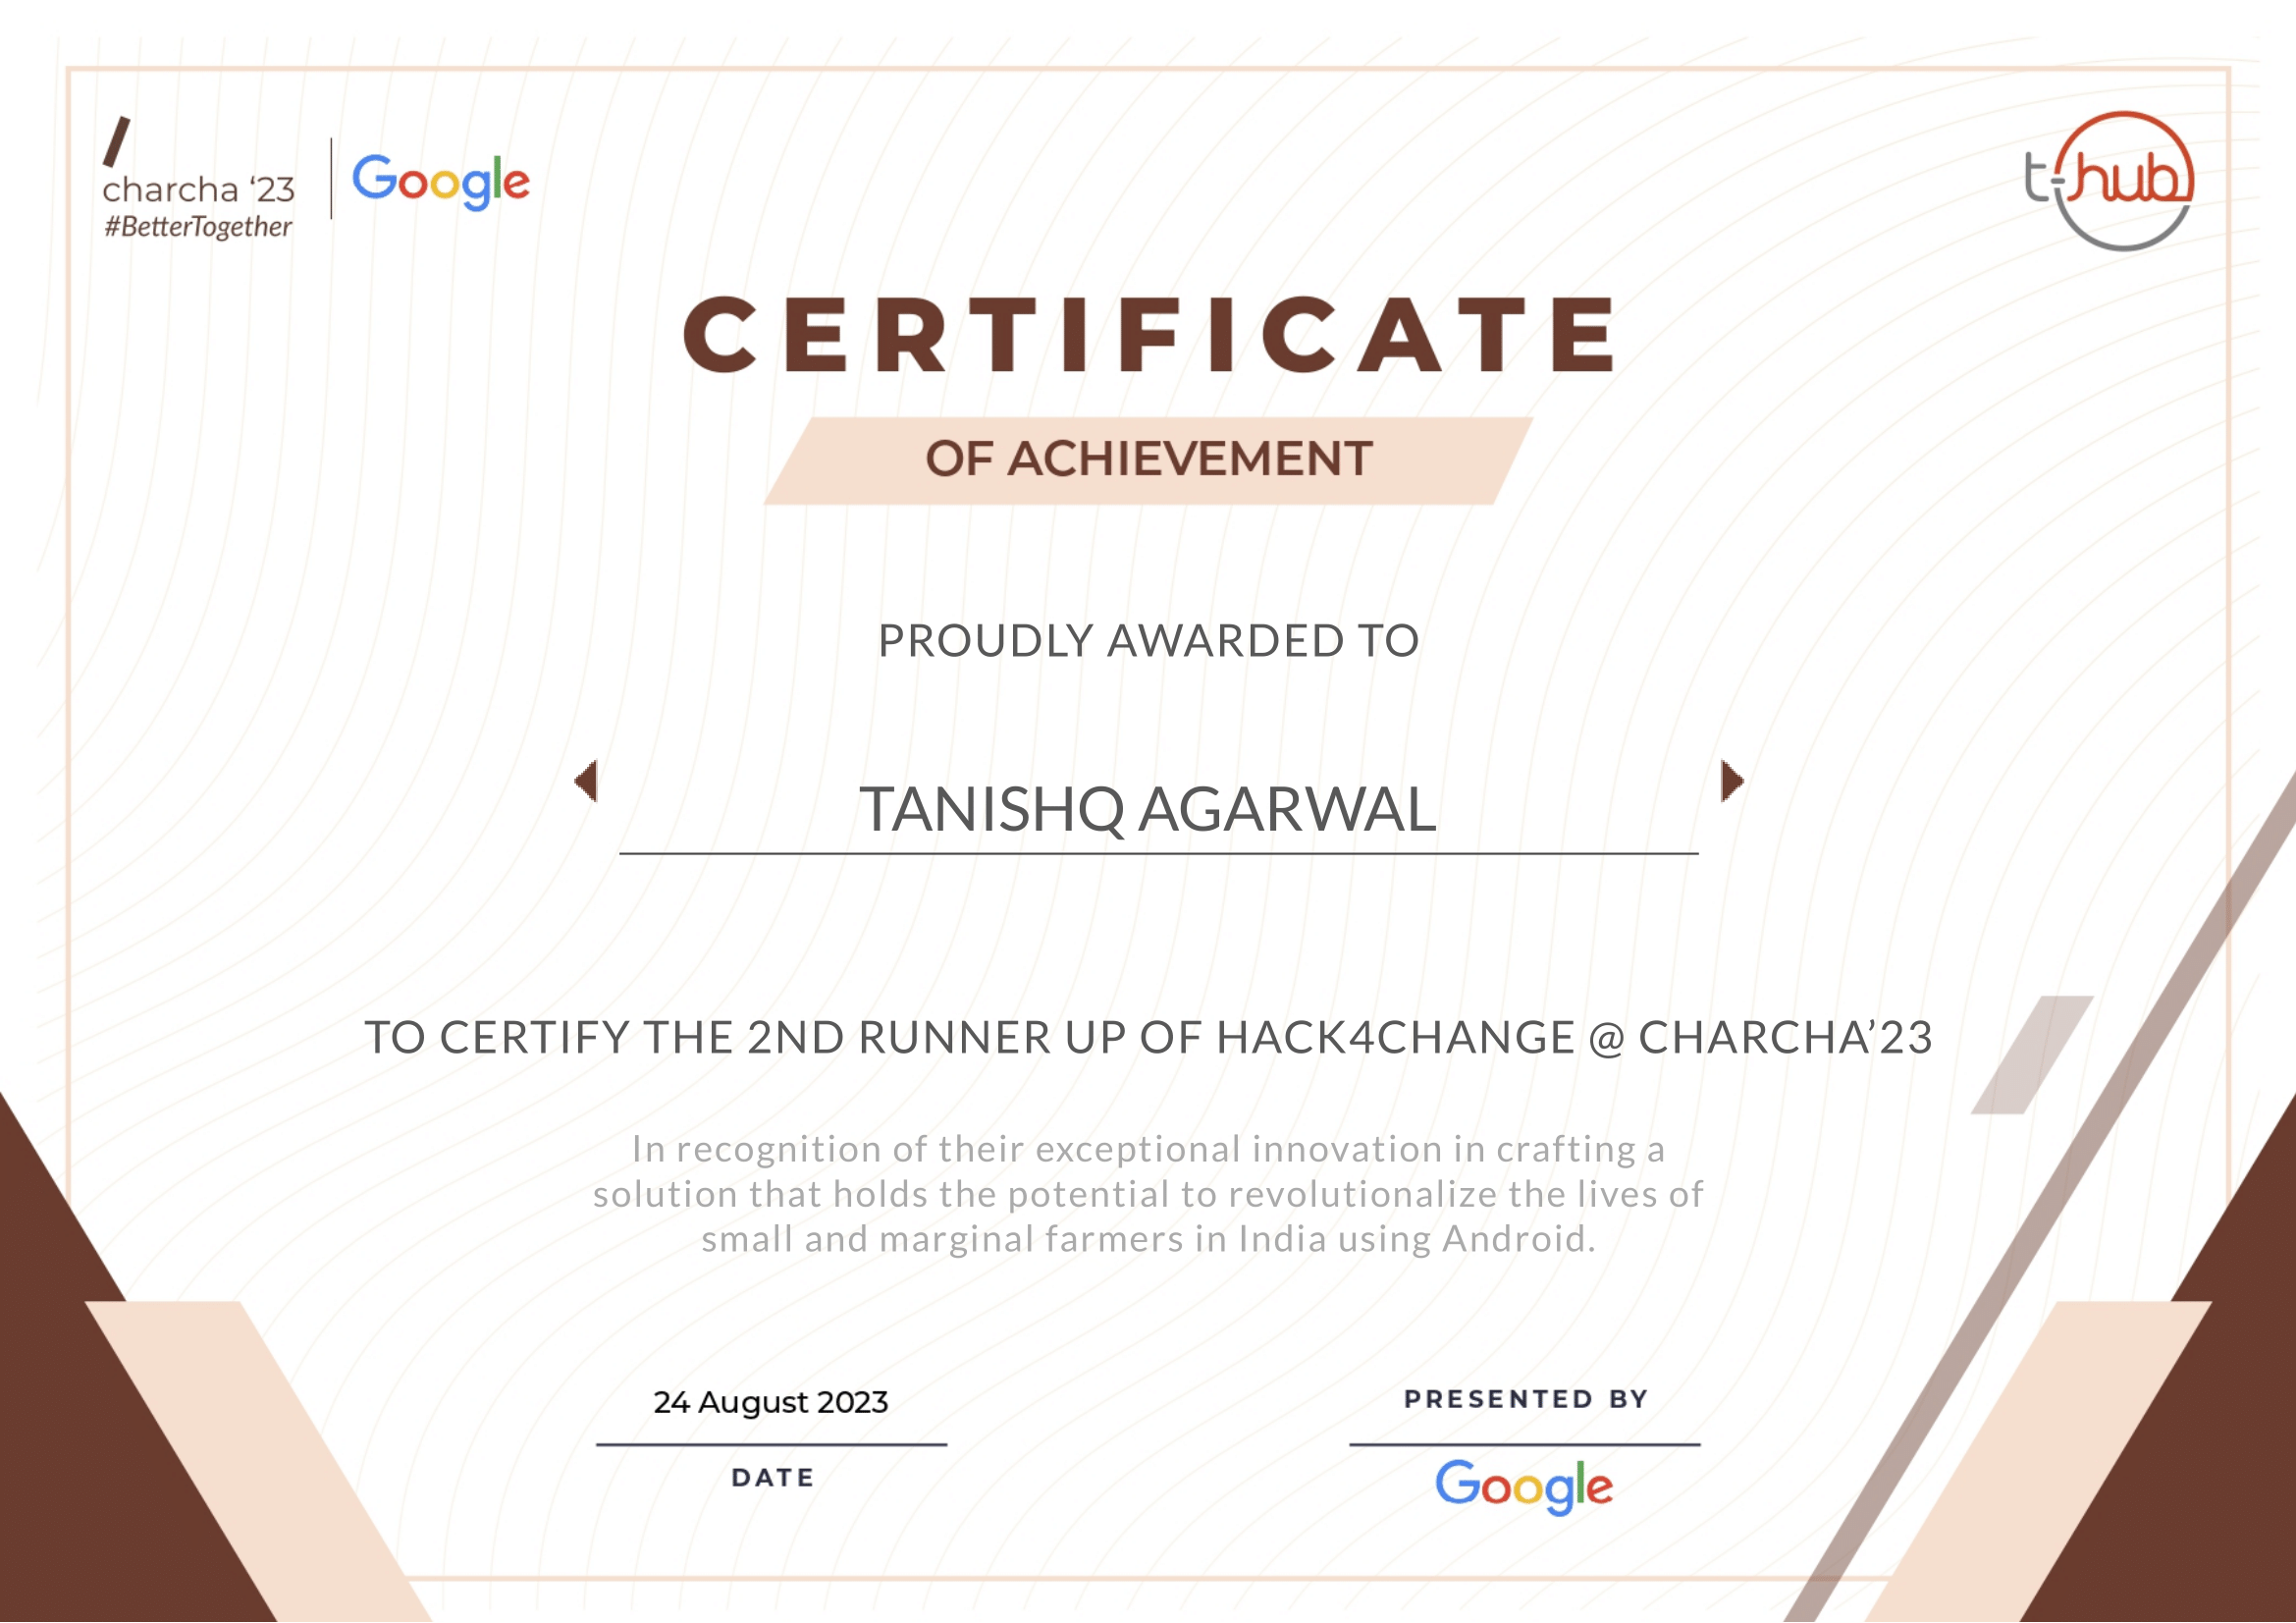 charcha ‘23
#BetterTogether
Google
t-hub
CERTIFICATE
OF ACHIEVEMENT
PROUDLY AWARDED TO
TANISHQ AGARWAL
TO CERTIFY THE 2ND RUNNER UP OF HACK4CHANGE @ CHARCHA’23
In recognition of their exceptional innovation in crafting a
solution that holds the potential to revolutionalize the lives of
small and marginal farmers in India using Android.
24 August 2023
DATE
PRESENTED BY
Google